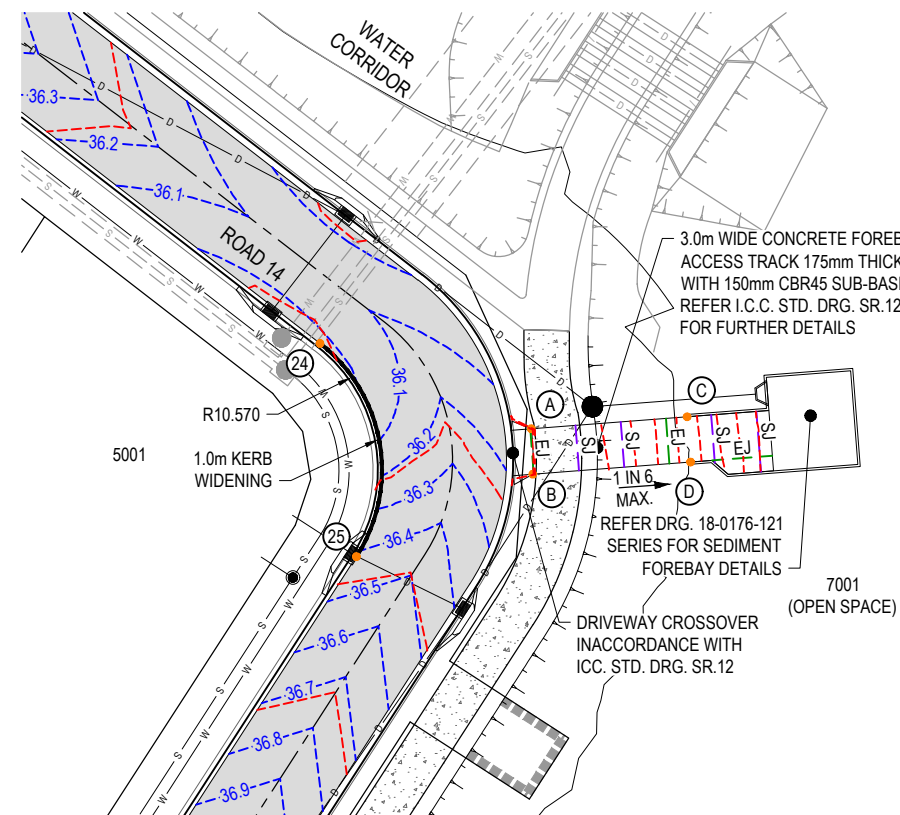 WATER
CORRIDOR
36.3
36.2
36.1
ROAD 14
3.0m WIDE CONCRETE FOREB
ACCESS TRACK 175mm THICK
WITH 150mm CBR45 SUB-BAS
REFER I.C.C. STD. DRG. SR.12
FOR FURTHER DETAILS
24
36.1
R10.570
A
C
EJ
SJ
SJ
EJ
SJ
EJ
SJ
36.2
5001
1.0m KERB
WIDENING
36.3
B
1 IN 6
MAX.
D
36.4
25
REFER DRG. 18-0176-121
SERIES FOR SEDIMENT
FOREBAY DETAILS
7001
(OPEN SPACE)
36.5
36.6
DRIVEWAY CROSSOVER
INACCORDANCE WITH
ICC. STD. DRG. SR.12
36.7
36.8
36.9